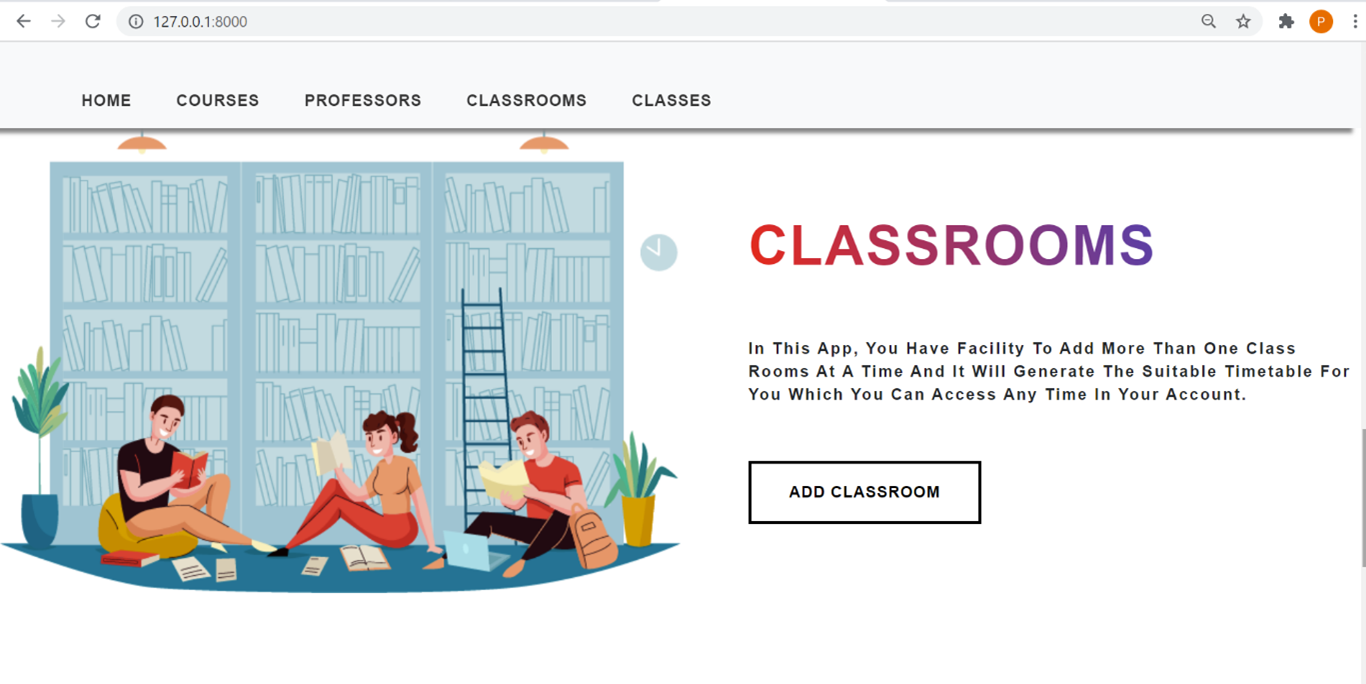 127.0.0.1:8000
P
HOME COURSES PROFESSORS CLASSROOMS CLASSES
CLASSROOMS
In This App, You Have Facility To Add More Than One Class
Rooms At A Time And It Will Generate The Suitable Timetable For
You Which You Can Access Any Time In Your Account.
ADD CLASSROOM